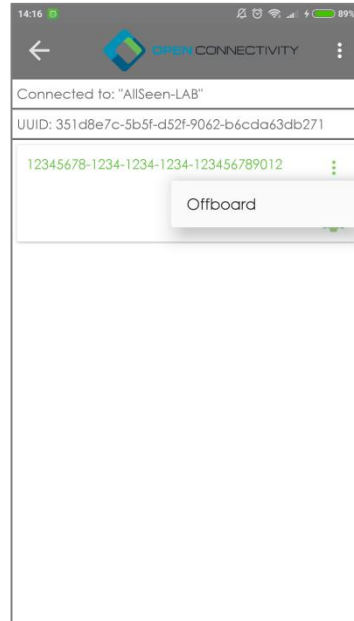 14:16 89%
OPEN CONNECTIVITY
Connected to: "AllSeen-LAB"
UUID: 351d8e7c-5b5f-d52f-9062-b6cda63db271
12345678-1234-1234-1234-123456789012
Offboard